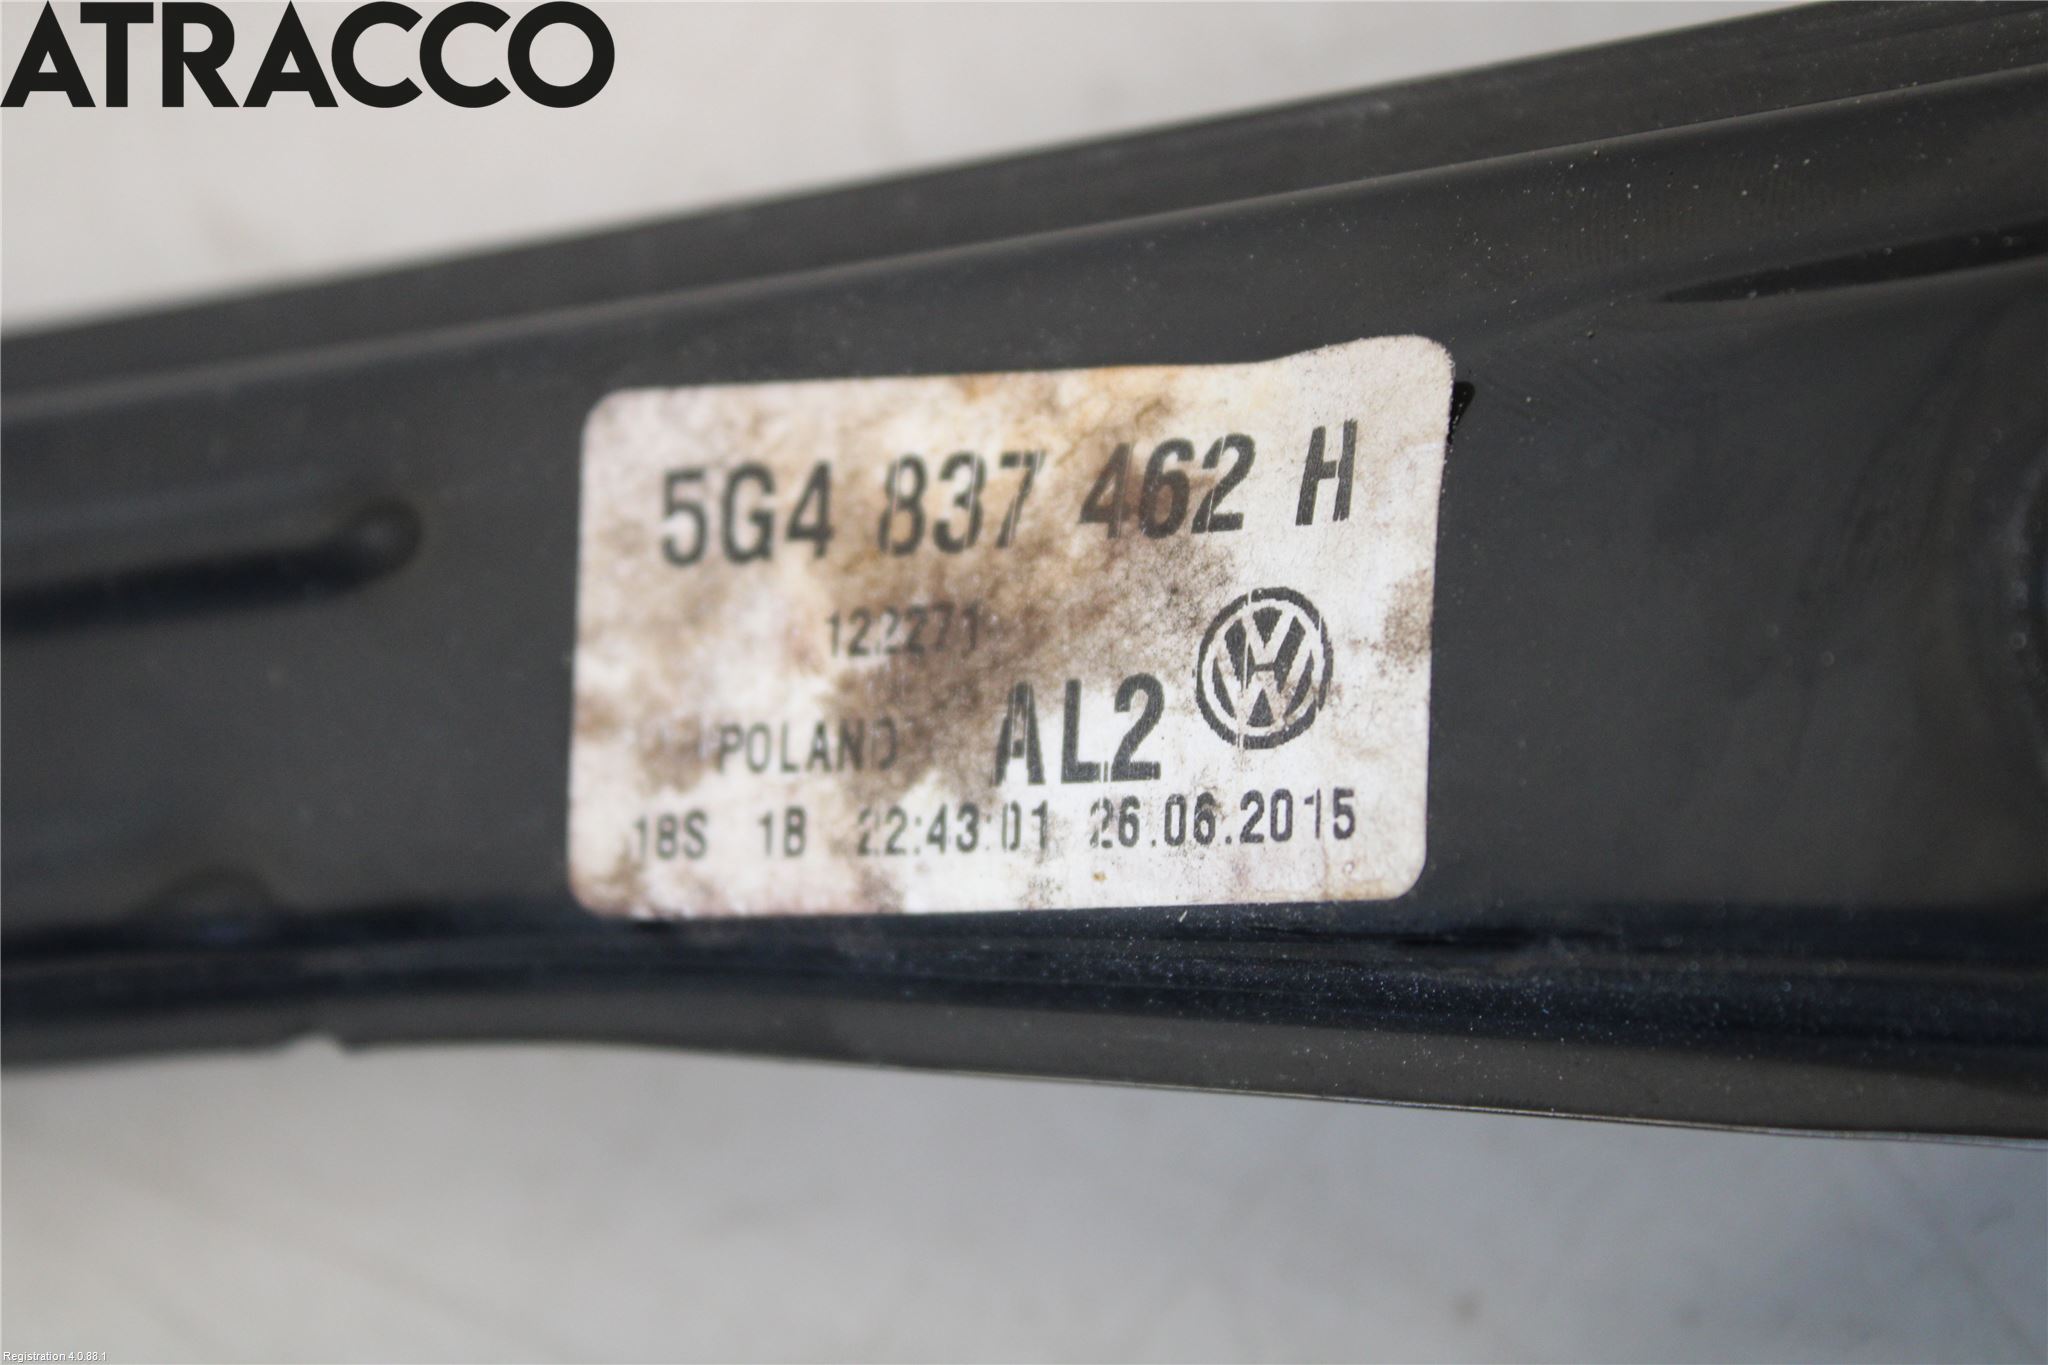 ATRACCO
5G4 837 462 H
122271
POLAND AL2
18S 1B 22:43:01 26.06.2015
Registration 4.0.88.1